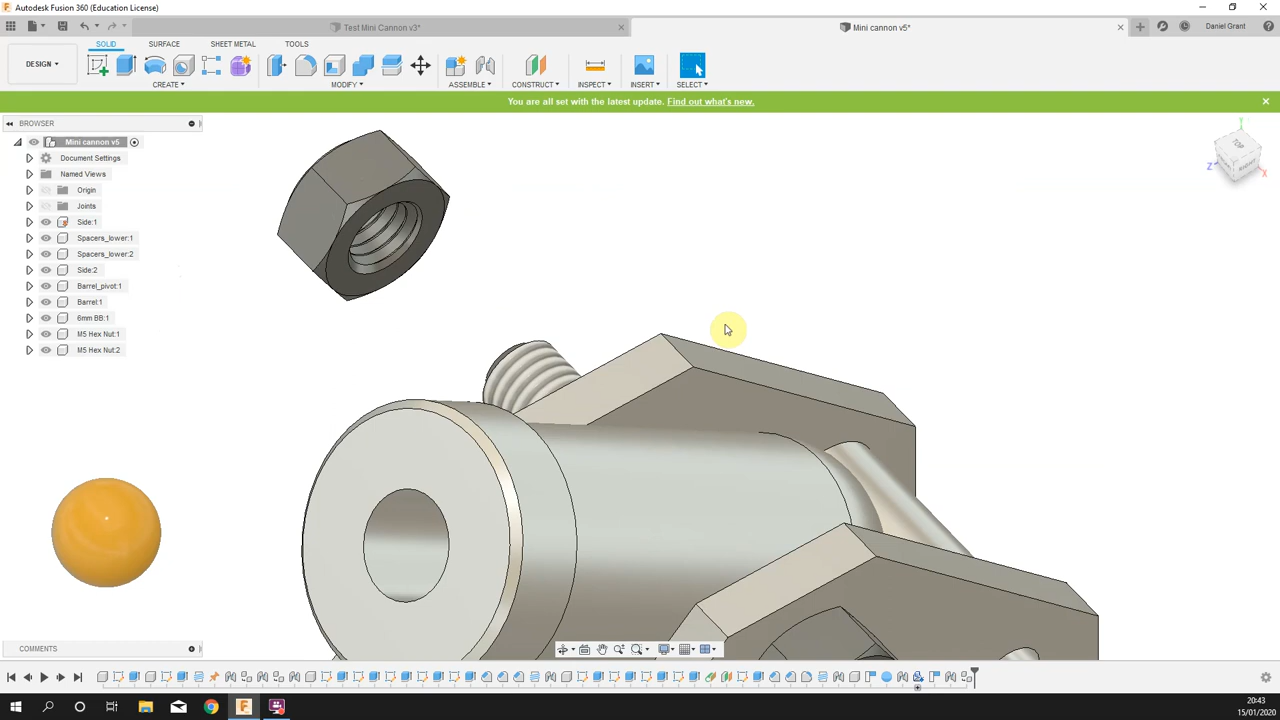 Autodesk Fusion 360 (Education License)
Test Mini Cannon v3*
Mini cannon v5*
Daniel Grant
DESIGN
SOLID
SURFACE
SHEET METAL
TOOLS
CREATE
MODIFY
ASSEMBLE
CONSTRUCT
INSPECT
INSERT
SELECT
You are all set with the latest update. Find out what's new.
BROWSER
Mini cannon v5
Document Settings
Named Views
Origin
Joints
Side:1
Spacers_lower:1
Spacers_lower:2
Side:2
Barrel_pivot:1
Barrel:1
6mm BB:1
M5 Hex Nut:1
M5 Hex Nut:2
Y
TOP
RIGHT
Z
X
COMMENTS
20:43
15/01/2020